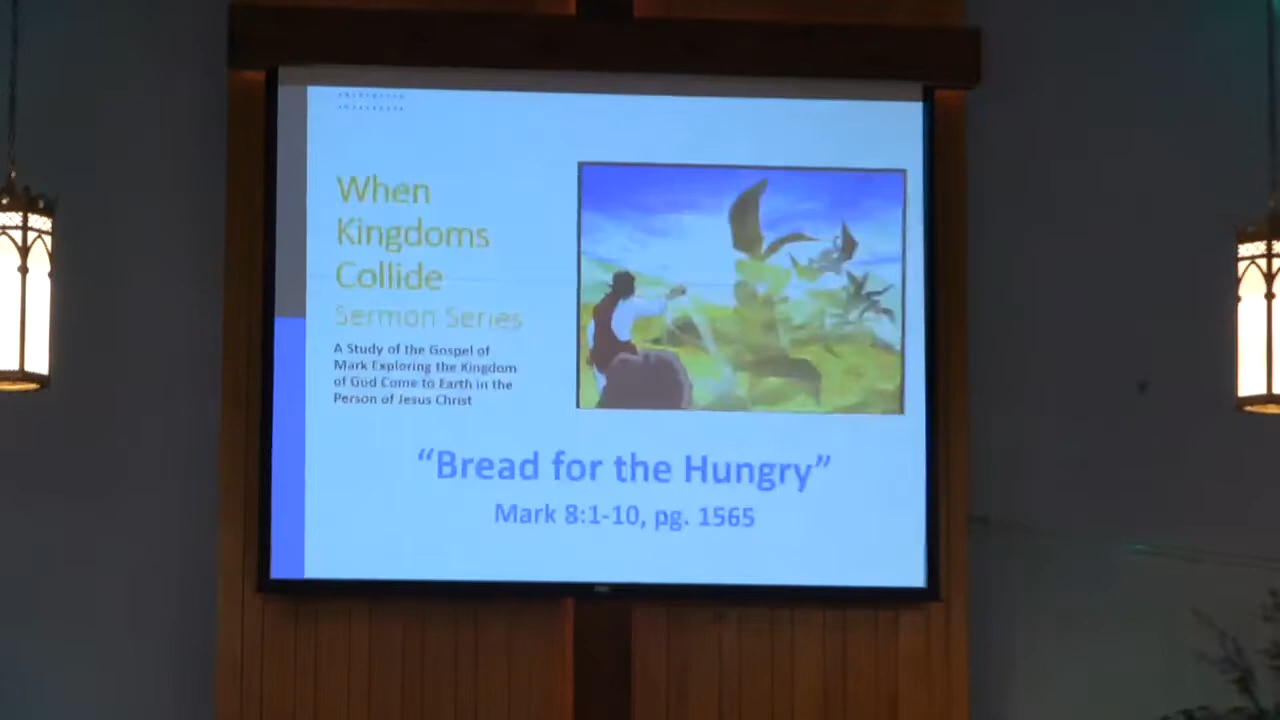 When
Kingdoms
Collide
Sermon Series
A Study of the Gospel of
Mark Exploring the Kingdom
of God Come to Earth in the
Person of Jesus Christ
“Bread for the Hungry”
Mark 8:1-10, pg. 1565